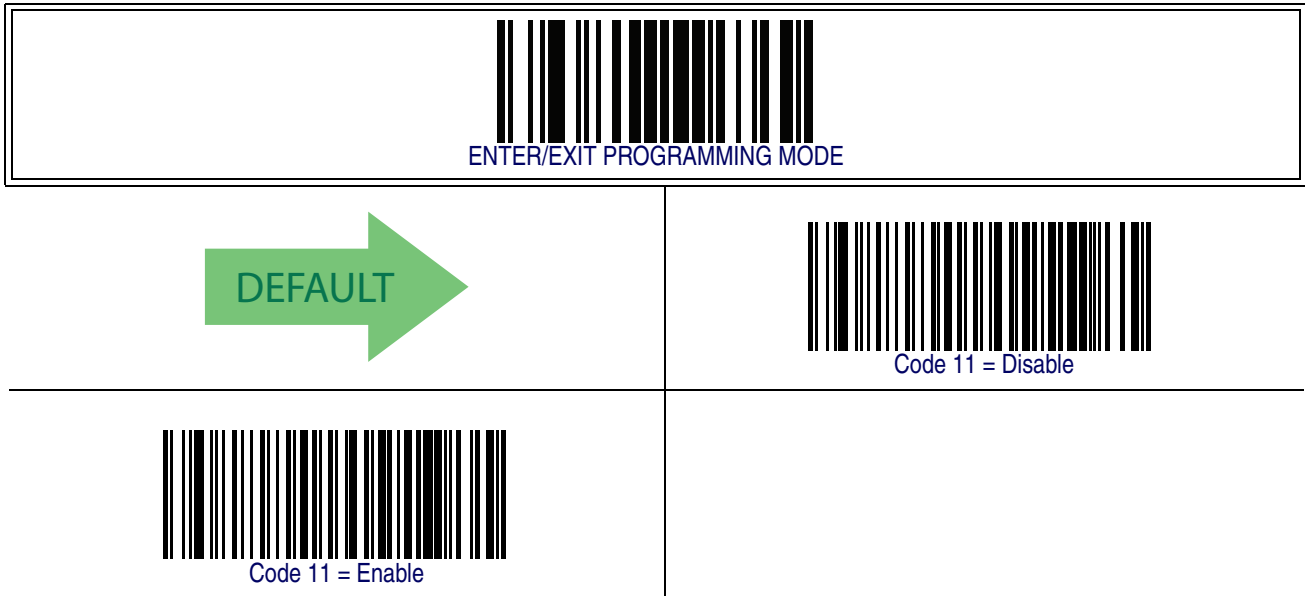 ENTER/EXIT PROGRAMMING MODE
DEFAULT
Code 11 = Disable
Code 11 = Enable